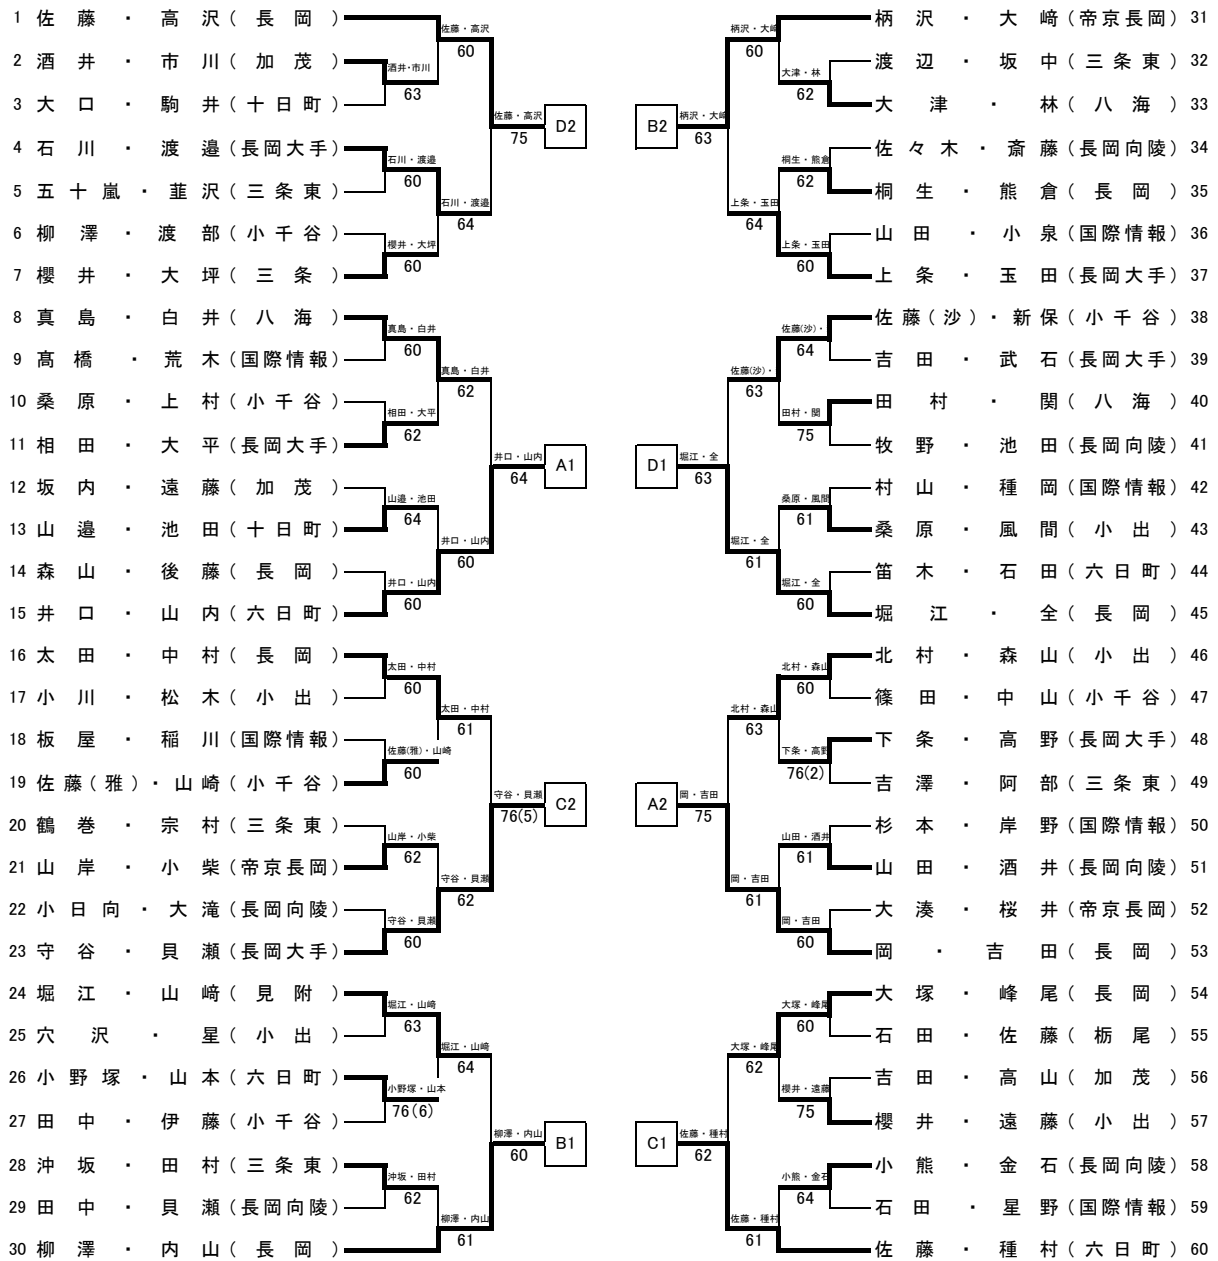 1 佐藤・高沢(長岡)
佐藤・高沢
60
2 酒井・市川(加茂)
酒井・市川
63
3 大口・駒井(十日町)
佐藤・高沢
75
D2
4 石川・渡邉(長岡大手)
石川・渡邉
60
5 五十嵐・韮沢(三条東)
石川・渡邉
64
6 柳澤・渡部(小千谷)
櫻井・大坪
60
7 櫻井・大坪(三条)
8 真島・白井(八海)
真島・白井
60
9 髙橋・荒木(国際情報)
真島・白井
62
10 桑原・上村(小千谷)
相田・大平
62
11 相田・大平(長岡大手)
井口・山内
64
A1
12 坂内・遠藤(加茂)
山邉・池田
64
13 山邉・池田(十日町)
井口・山内
60
14 森山・後藤(長岡)
井口・山内
60
15 井口・山内(六日町)
16 太田・中村(長岡)
太田・中村
60
17 小川・松木(小出)
太田・中村
61
18 板屋・稲川(国際情報)
佐藤(雅)・山崎
60
19 佐藤(雅)・山崎(小千谷)
守谷・貝瀬
76(5)
C2
20 鶴巻・宗村(三条東)
山岸・小柴
62
21 山岸・小柴(帝京長岡)
守谷・貝瀬
62
22 小日向・大滝(長岡向陵)
守谷・貝瀬
60
23 守谷・貝瀬(長岡大手)
24 堀江・山﨑(見附)
堀江・山﨑
63
25 穴沢・星(小出)
堀江・山﨑
64
26 小野塚・山本(六日町)
小野塚・山本
76(6)
27 田中・伊藤(小千谷)
柳澤・内山
60
B1
28 沖坂・田村(三条東)
沖坂・田村
62
29 田中・貝瀬(長岡向陵)
柳澤・内山
61
30 柳澤・内山(長岡)
柄沢・大﨑(帝京長岡) 31
柄沢・大﨑
60
渡辺・坂中(三条東) 32
大津・林
62
大津・林(八海) 33
B2
柄沢・大﨑
63
佐々木・斎藤(長岡向陵) 34
桐生・熊倉
62
桐生・熊倉(長岡) 35
上条・玉田
64
山田・小泉(国際情報) 36
上条・玉田
60
上条・玉田(長岡大手) 37
佐藤(沙)・新保(小千谷) 38
佐藤(沙)・
64
吉田・武石(長岡大手) 39
佐藤(沙)・
63
田村・関(八海) 40
田村・関
75
牧野・池田(長岡向陵) 41
D1
堀江・全
63
村山・種岡(国際情報) 42
桑原・風間
61
桑原・風間(小出) 43
堀江・全
61
笛木・石田(六日町) 44
堀江・全
60
堀江・全(長岡) 45
北村・森山(小出) 46
北村・森山
60
篠田・中山(小千谷) 47
北村・森山
63
下条・高野(長岡大手) 48
下条・高野
76(2)
吉澤・阿部(三条東) 49
A2
岡・吉田
75
杉本・岸野(国際情報) 50
山田・酒井
61
山田・酒井(長岡向陵) 51
岡・吉田
61
大湊・桜井(帝京長岡) 52
岡・吉田
60
岡・吉田(長岡) 53
大塚・峰尾(長岡) 54
大塚・峰尾
60
石田・佐藤(栃尾) 55
大塚・峰尾
62
吉田・高山(加茂) 56
櫻井・遠藤
75
櫻井・遠藤(小出) 57
C1
佐藤・種村
62
小熊・金石(長岡向陵) 58
小熊・金石
64
石田・星野(国際情報) 59
佐藤・種村
61
佐藤・種村(六日町) 60